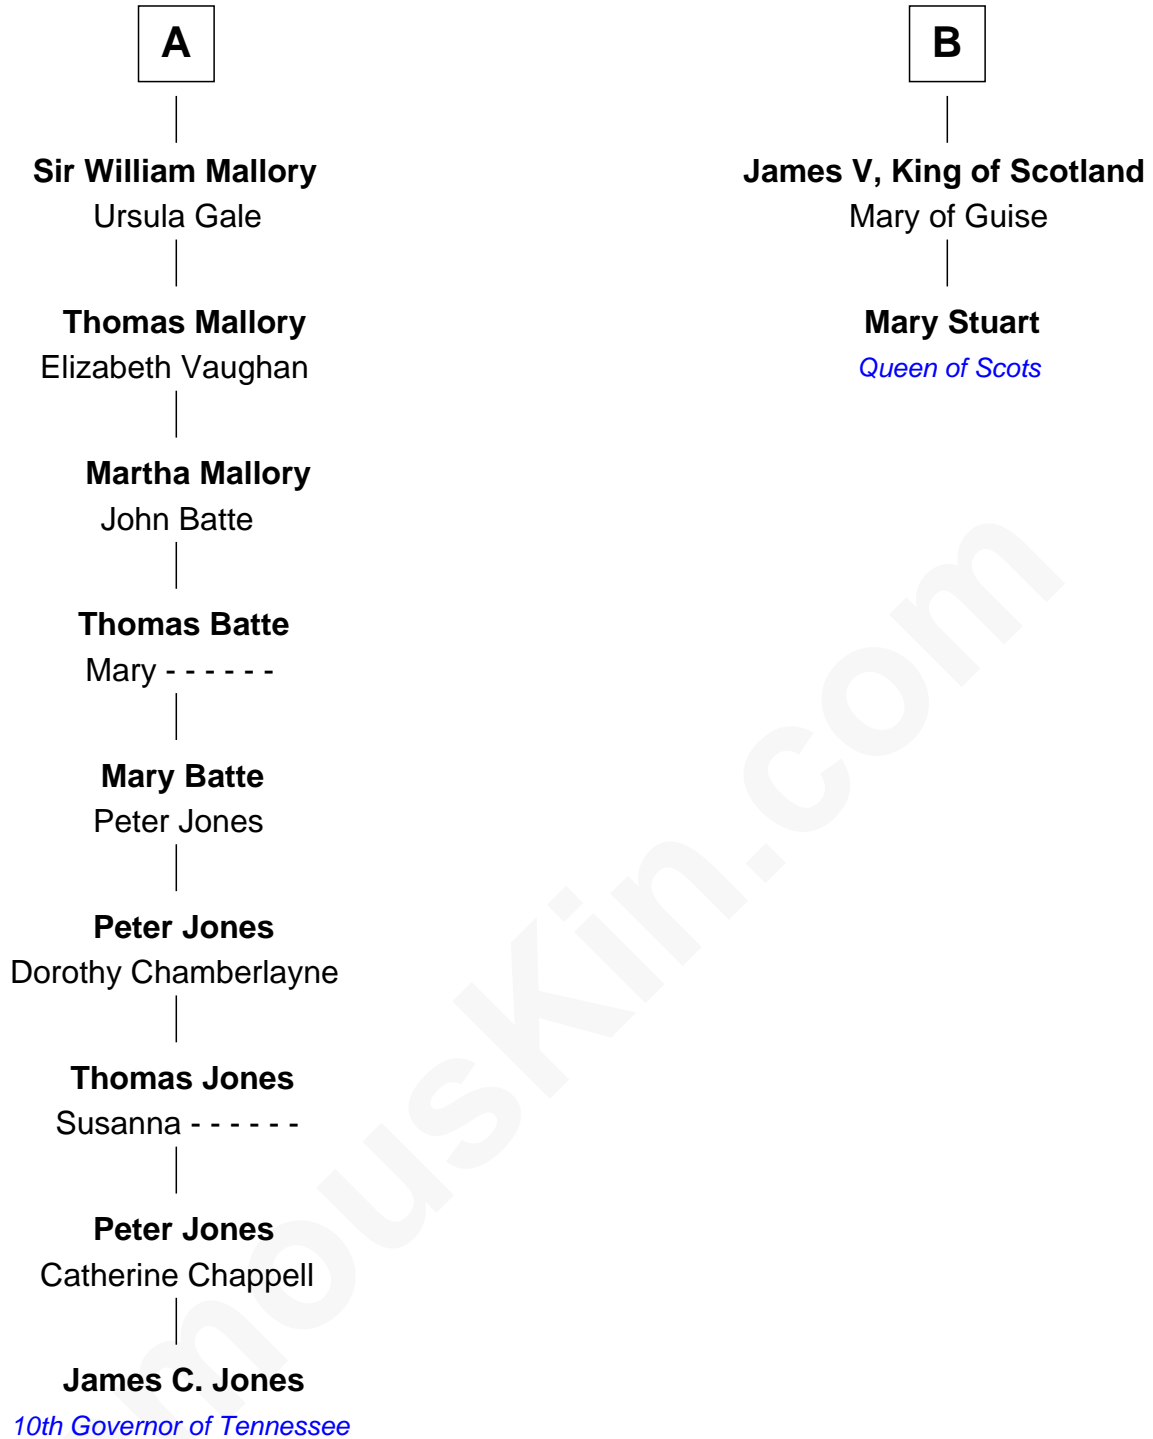 A
Sir William Mallory
Ursula Gale
Thomas Mallory
Elizabeth Vaughan
Martha Mallory
John Batte
Thomas Batte
Mary - - - - - -
Mary Batte
Peter Jones
Peter Jones
Dorothy Chamberlayne
Thomas Jones
Susanna - - - - - -
Peter Jones
Catherine Chappell
James C. Jones
10th Governor of Tennessee
B
James V, King of Scotland
Mary of Guise
Mary Stuart
Queen of Scots
mousKin.com